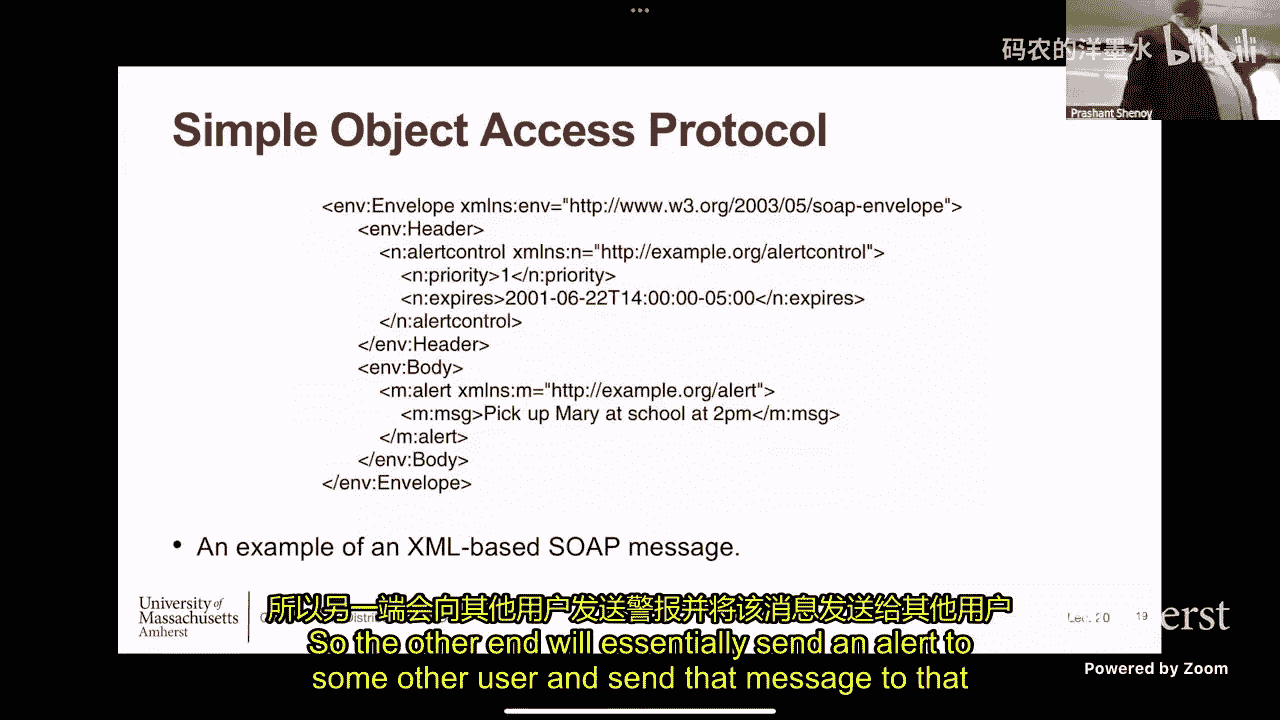 码农的洋墨水 bilibili
Prashant Shenoy
Simple Object Access Protocol
<env:Envelope xmlns:env="http://www.w3.org/2003/05/soap-envelope">
<env:Header>
<n:alertcontrol xmlns:n="http://example.org/alertcontrol">
<n:priority>1</n:priority>
<n:expires>2001-06-22T14:00:00-05:00</n:expires>
</n:alertcontrol>
</env:Header>
<env:Body>
<m:alert xmlns:m="http://example.org/alert">
<m:msg>Pick up Mary at school at 2pm</m:msg>
</m:alert>
</env:Body>
</env:Envelope>
• An example of an XML-based SOAP message.
University of
Massachusetts
Amherst
Lec. 20
19
所以另一端会向其他用户发送警报并将该消息发送给其他用户
So the other end will essentially send an alert to
some other user and send that message to that
Powered by Zoom